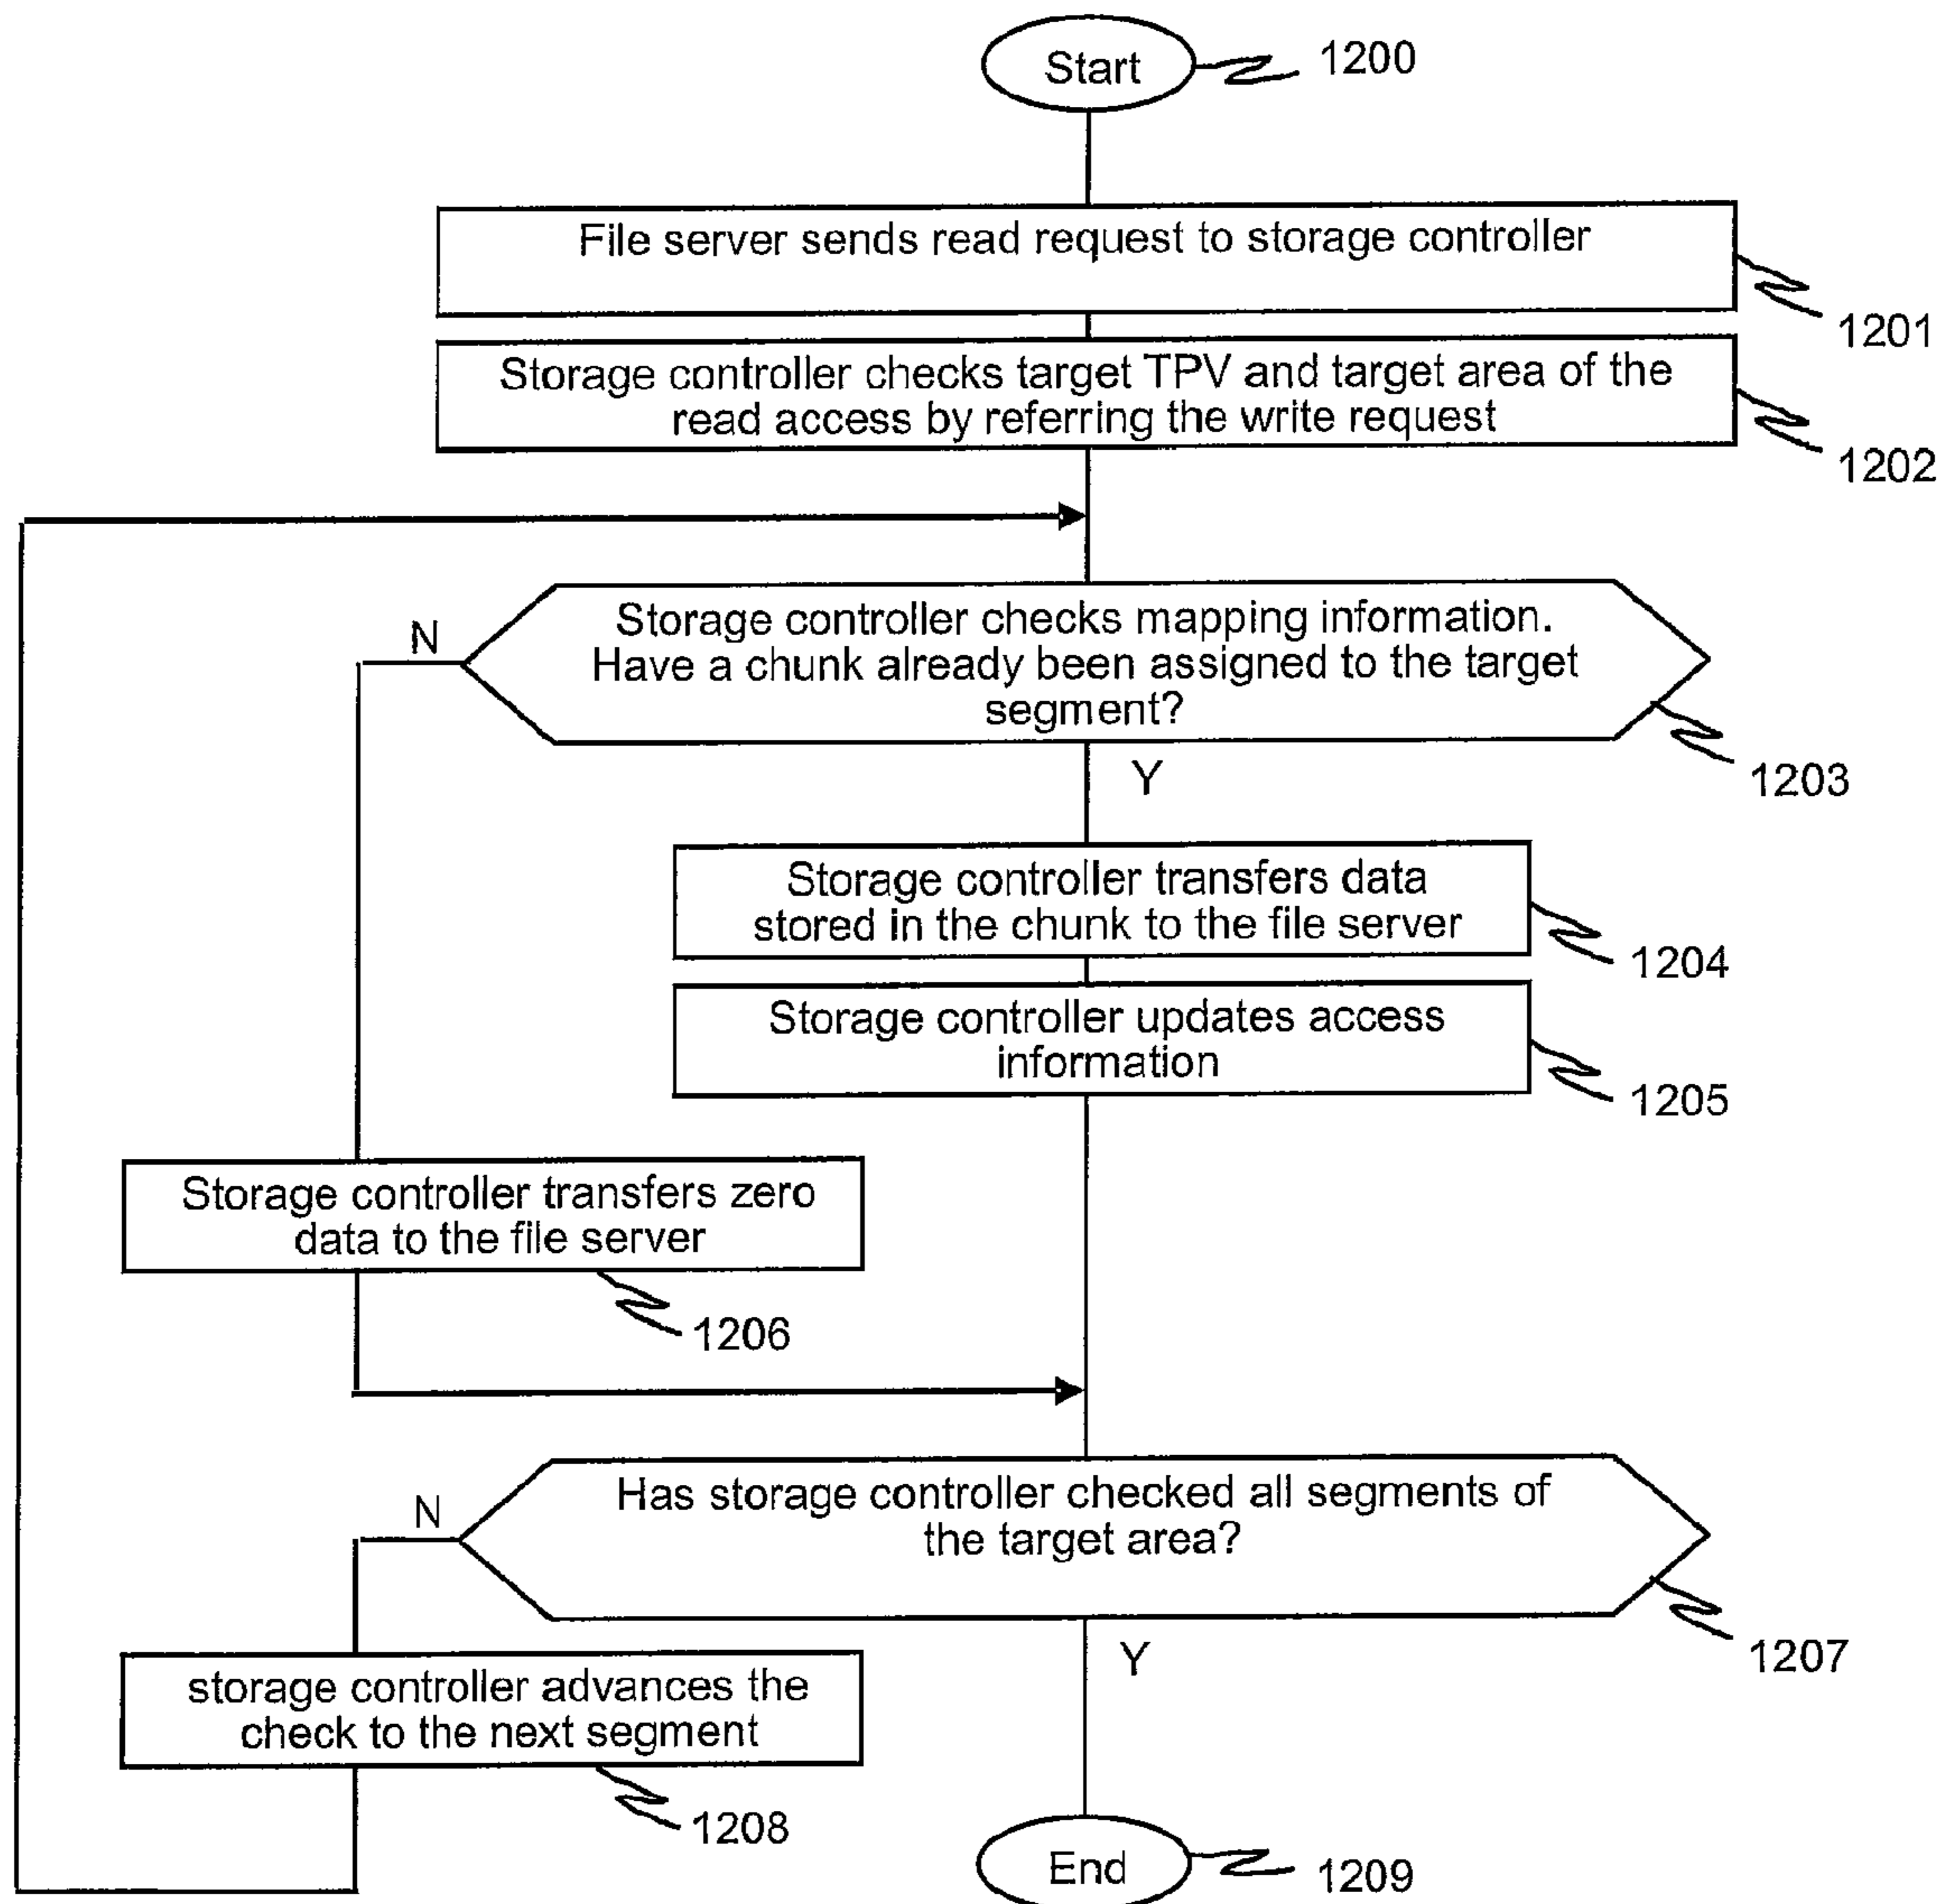 Start
1200
File server sends read request to storage controller
1201
Storage controller checks target TPV and target area of the
read access by referring the write request
1202
Storage controller checks mapping information.
N
Have a chunk already been assigned to the target
segment?
1203
Y
Storage controller transfers data
stored in the chunk to the file server
1204
Storage controller updates access
information
1205
Storage controller transfers zero
data to the file server
1206
Has storage controller checked all segments of
N
the target area?
1207
Y
storage controller advances the
check to the next segment
1208
End
1209